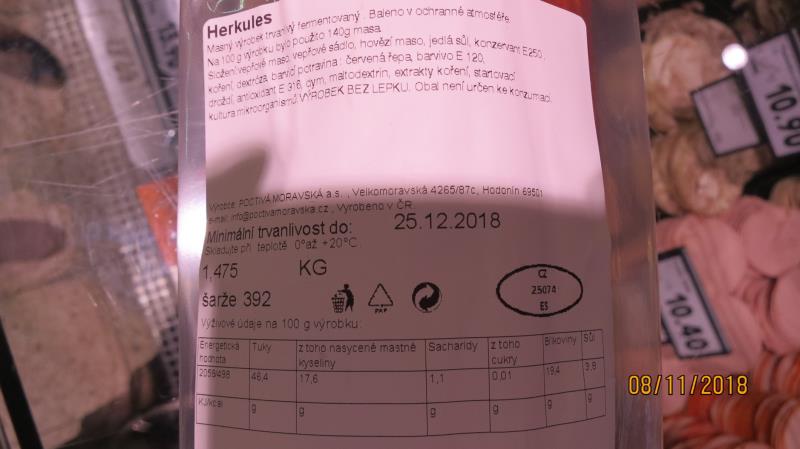 Herkules
Masný výrobek trvanlivý fermentovaný. Baleno v ochranné atmosféře.
Na 100 g výrobku bylo použito 140g masa.
Složení:vepřové maso, vepřové sádlo, hovězí maso, jedlá sůl, konzervant E250,
koření, dextróza, barvící potravina: červená řepa, barvivo E 120,
droždí, antioxidant E 316, dým, maltodextrin, extrakty koření, startovací
kultura mikroorganismů. VÝROBEK BEZ LEPKU. Obal není určen ke konzumaci.
Výrobce: POCTIVÁ MORAVSKÁ a.s., Velkomoravská 4265/87c, Hodonín 69501
e-mail: info@poctivamoravska.cz, Vyrobeno v ČR.
Minimální trvanlivost do: 25.12.2018
Skladujte při teplotě 0°až +20°C.
1,475 KG
šarže 392
PAP
CZ
25074
ES
Výživové údaje na 100 g výrobku:
Energetická hodnota Tuky z toho nasycené mastné kyseliny Sacharidy z toho cukry Bílkoviny Sůl
2058/498 46,4 17,6 1,1 0,01 19,4 3,9
KJ/kcal g g g g g g
10.90
10.40
08/11/2018